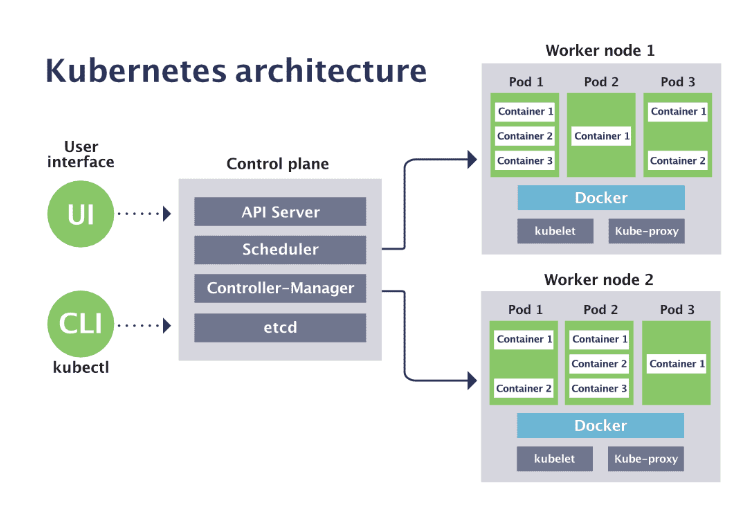 Kubernetes architecture
User
interface
UI
CLI
kubectl
Control plane
API Server
Scheduler
Controller-Manager
etcd
Worker node 1
Pod 1
Pod 2
Pod 3
Container 1
Container 2
Container 3
Container 1
Container 1
Container 2
Docker
kubelet
Kube-proxy
Worker node 2
Pod 1
Pod 2
Pod 3
Container 1
Container 2
Container 1
Container 2
Container 3
Container 1
Docker
kubelet
Kube-proxy